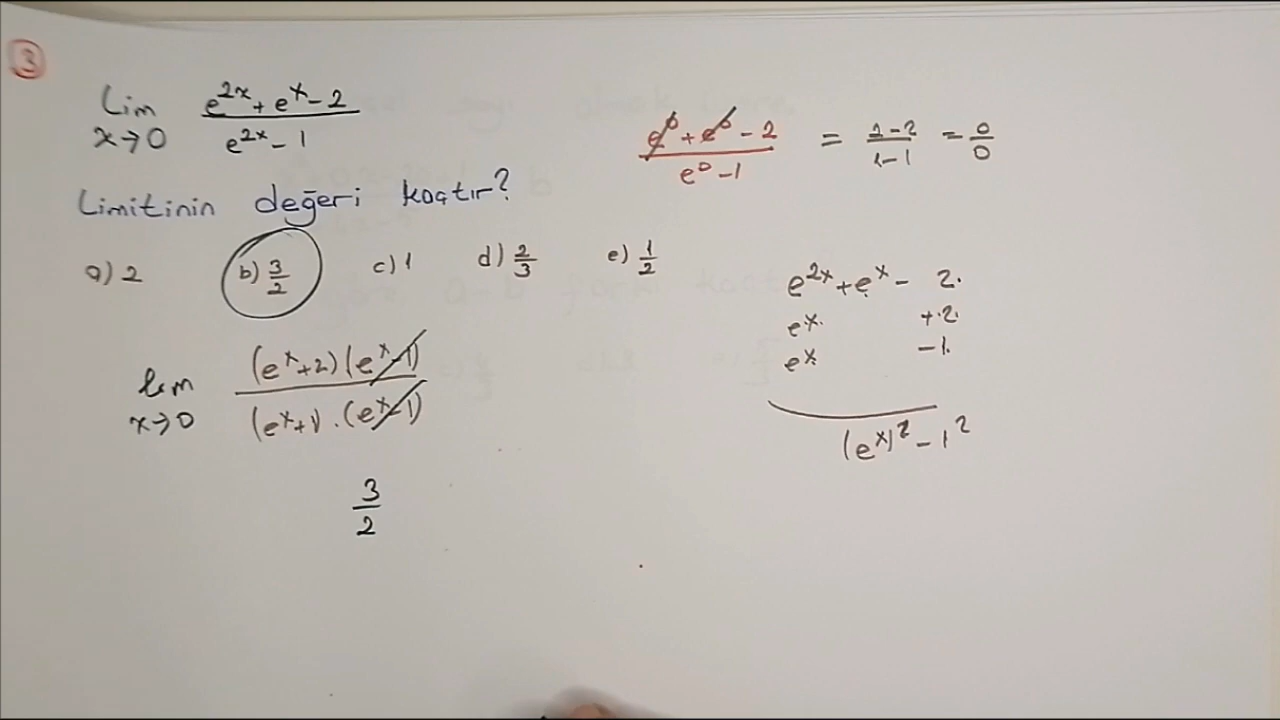 3
Lim x→0 (e^2x + e^x - 2)/(e^2x - 1)
Limitinin değeri kaçtır?
a) 2 b) 3/2 c) 1 d) 2/3 e) 1/2
(e^0 + e^0 - 2)/(e^0 - 1) = (2-2)/(1-1) = 0/0
lim x→0 ((e^x+2)(e^x-1))/((e^x+1).(e^x-1))
3/2
e^2x + e^x - 2.
e^x. +2.
e^x. -1.
(e^x)^2 - 1^2